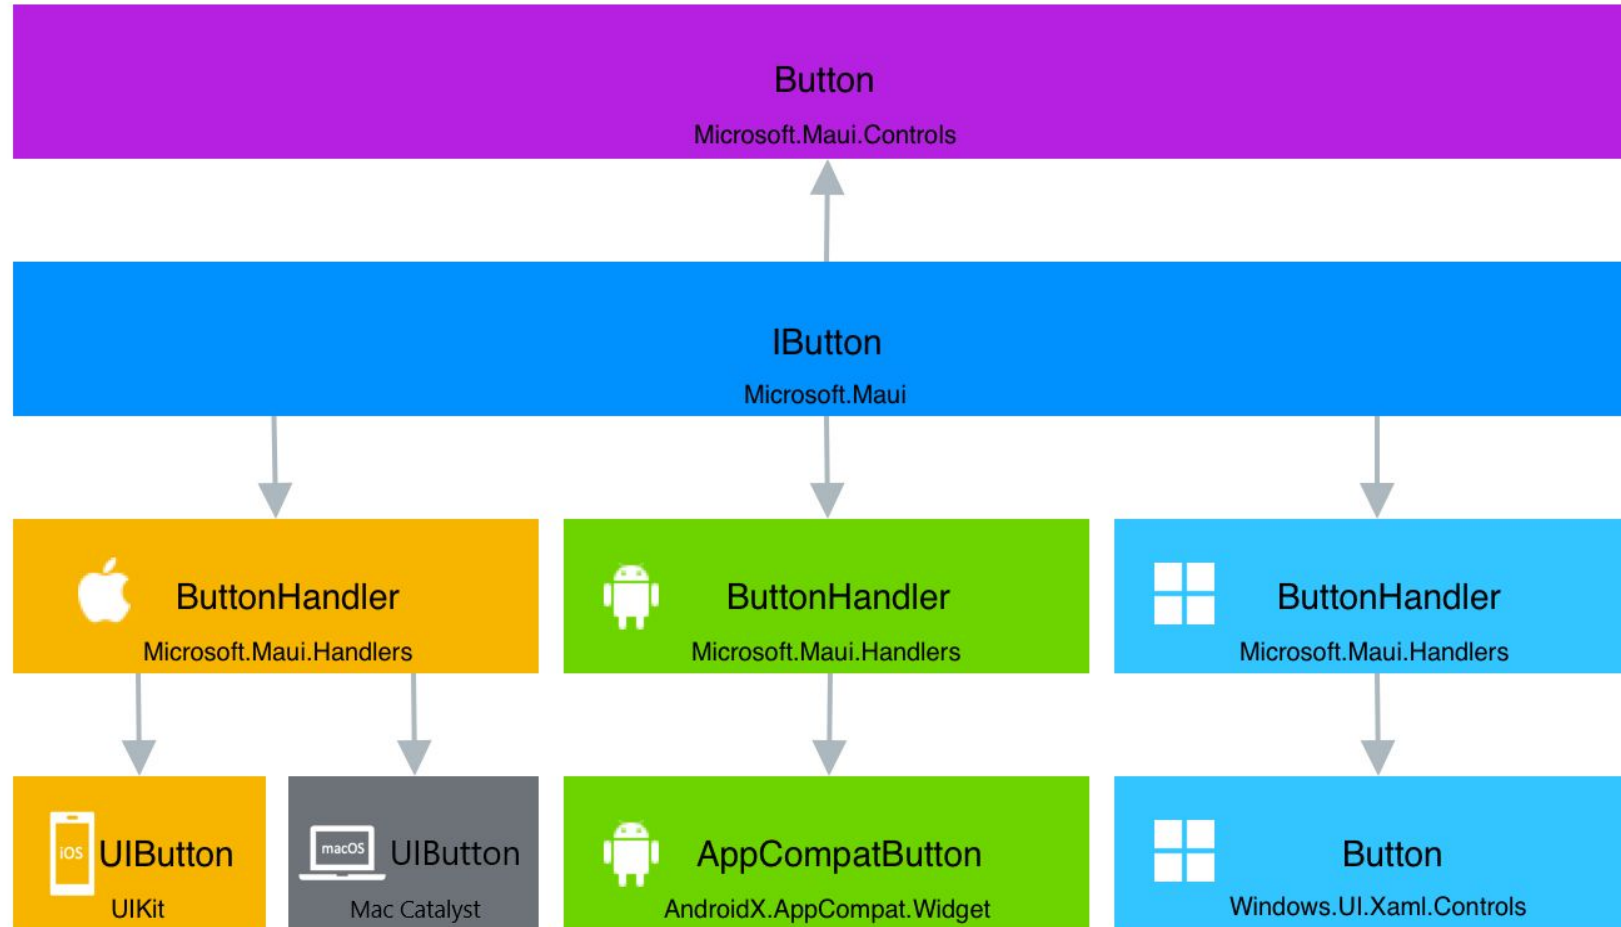 Button
Microsoft.Maui.Controls
IButton
Microsoft.Maui
ButtonHandler
Microsoft.Maui.Handlers
ButtonHandler
Microsoft.Maui.Handlers
ButtonHandler
Microsoft.Maui.Handlers
iOS
UIButton
UIKit
macOS
UIButton
Mac Catalyst
AppCompatButton
AndroidX.AppCompat.Widget
Button
Windows.UI.Xaml.Controls